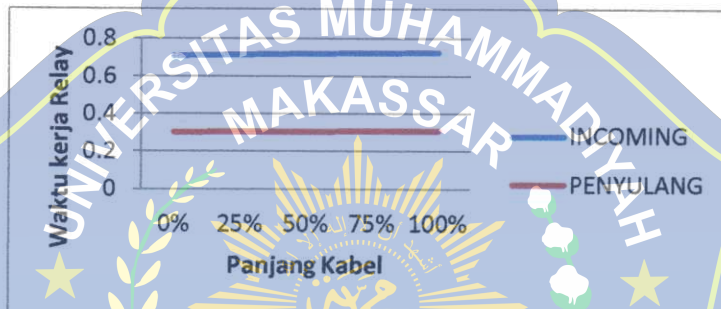 UNIVERSITAS MUHAMMADIYAH
MAKASSAR
Waktu kerja Relay
0.8
0.6
0.4
0.2
0
0% 25% 50% 75% 100%
Panjang Kabel
INCOMING
PENYULANG